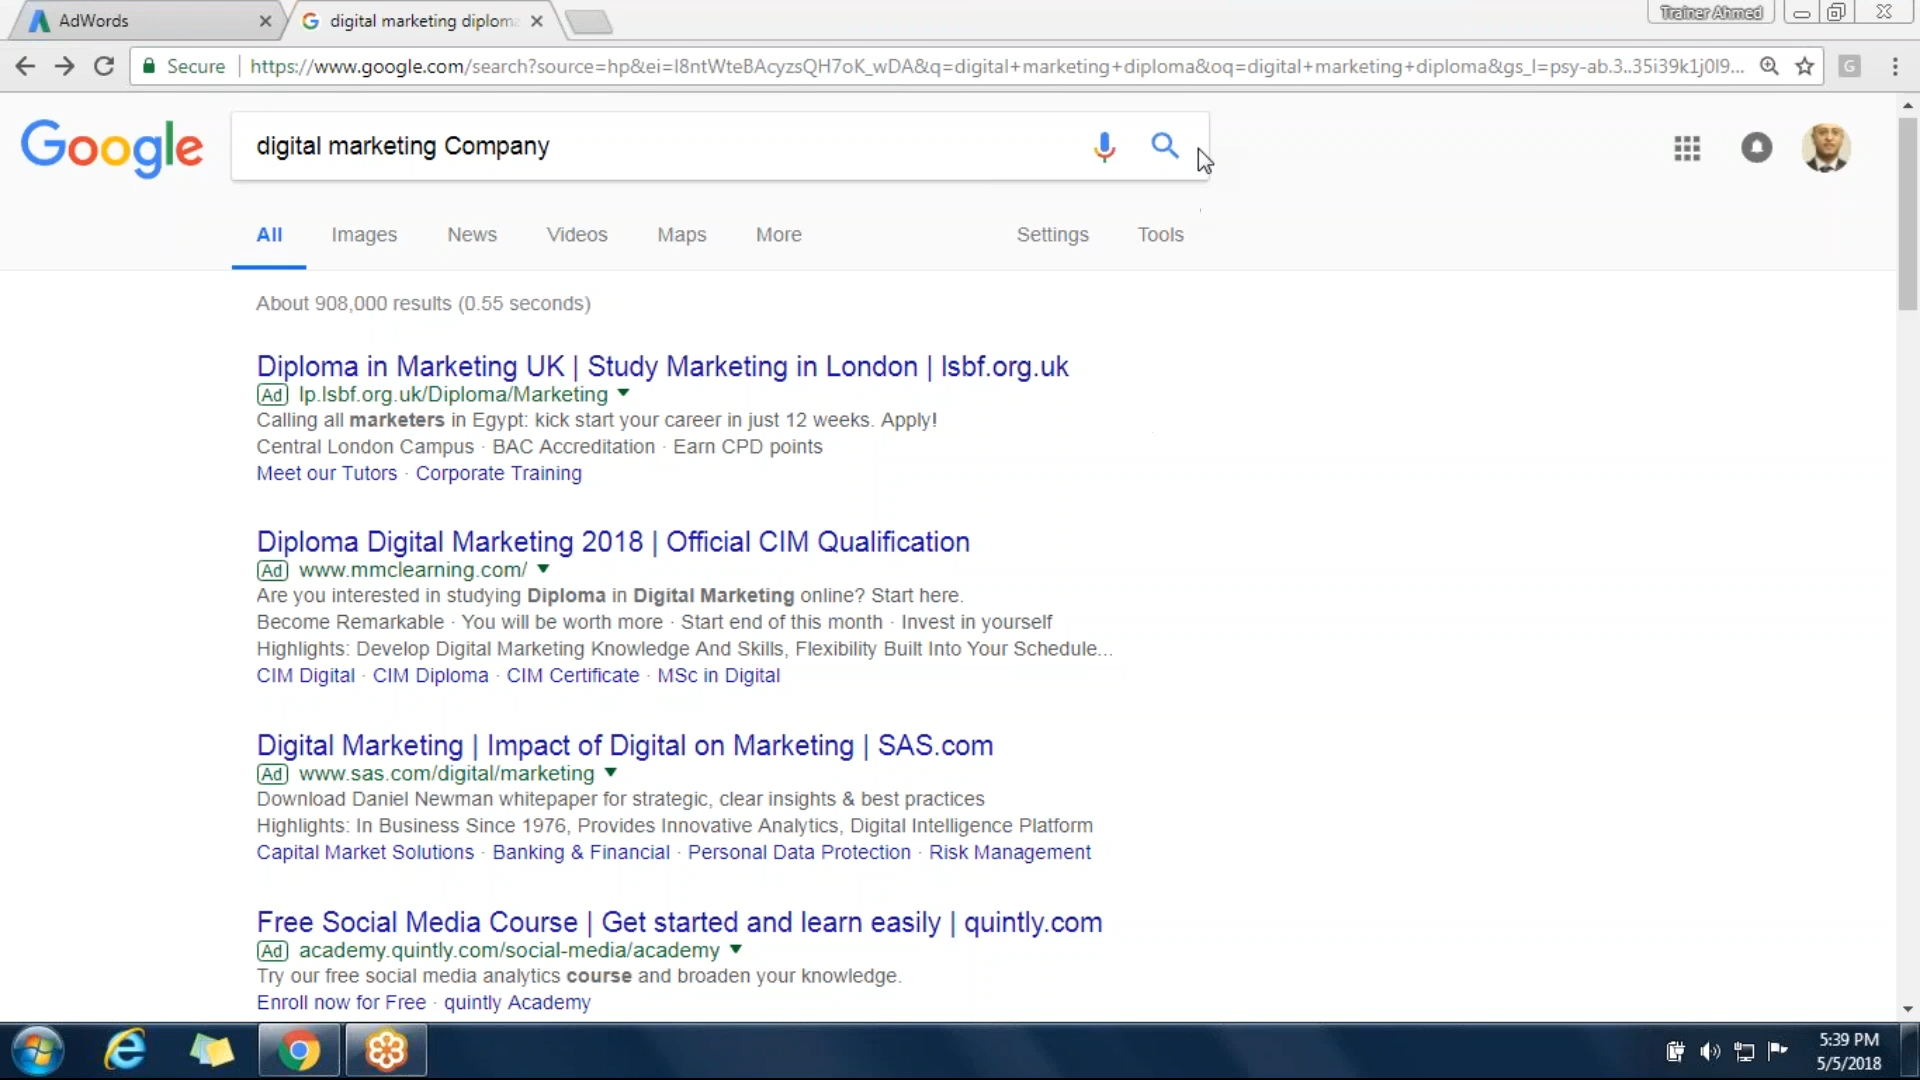 AdWords
digital marketing diploma
Trainer Ahmed
Secure
https://www.google.com/search?source=hp&ei=I8ntWteBAcyzsQH7oK_wDA&q=digital+marketing+diploma&oq=digital+marketing+diploma&gs_l=psy-ab.3..35i39k1j0l9...
G
Google
digital marketing Company
All Images News Videos Maps More Settings Tools
About 908,000 results (0.55 seconds)
Diploma in Marketing UK | Study Marketing in London | lsbf.org.uk
Ad lp.lsbf.org.uk/Diploma/Marketing
Calling all marketers in Egypt: kick start your career in just 12 weeks. Apply!
Central London Campus · BAC Accreditation · Earn CPD points
Meet our Tutors · Corporate Training
Diploma Digital Marketing 2018 | Official CIM Qualification
Ad www.mmclearning.com/
Are you interested in studying Diploma in Digital Marketing online? Start here.
Become Remarkable · You will be worth more · Start end of this month · Invest in yourself
Highlights: Develop Digital Marketing Knowledge And Skills, Flexibility Built Into Your Schedule...
CIM Digital · CIM Diploma · CIM Certificate · MSc in Digital
Digital Marketing | Impact of Digital on Marketing | SAS.com
Ad www.sas.com/digital/marketing
Download Daniel Newman whitepaper for strategic, clear insights & best practices
Highlights: In Business Since 1976, Provides Innovative Analytics, Digital Intelligence Platform
Capital Market Solutions · Banking & Financial · Personal Data Protection · Risk Management
Free Social Media Course | Get started and learn easily | quintly.com
Ad academy.quintly.com/social-media/academy
Try our free social media analytics course and broaden your knowledge.
Enroll now for Free · quintly Academy
5:39 PM
5/5/2018